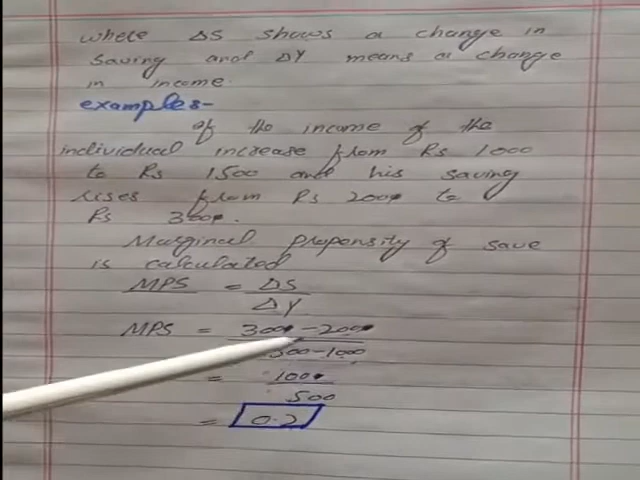 where ΔS shows a change in
saving and ΔY means a change
in income.
examples-
If the income of the
individual increase from Rs 1000
to Rs 1500 and his saving
rises from Rs 200 to
Rs 300.
Marginal propensity of save
is calculated
MPS = ΔS
ΔY
MPS = 300-200
500-1000
= 100
500
= 0.2